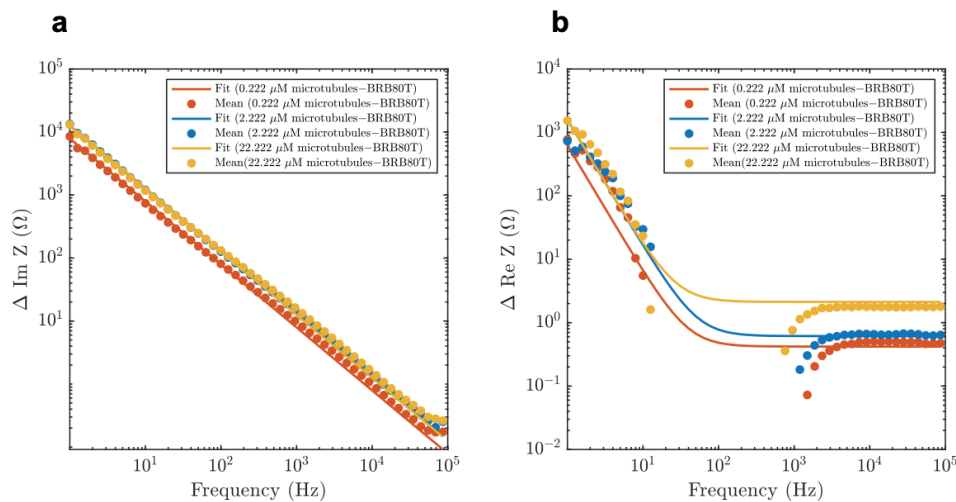 a
10^5
10^4
10^3
10^2
10^1
Δ Im Z (Ω)
Fit (0.222 μM microtubules−BRB80T)
Mean (0.222 μM microtubules−BRB80T)
Fit (2.222 μM microtubules−BRB80T)
Mean (2.222 μM microtubules−BRB80T)
Fit (22.222 μM microtubules−BRB80T)
Mean(22.222 μM microtubules−BRB80T)
10^1 10^2 10^3 10^4 10^5
Frequency (Hz)
b
10^4
10^3
10^2
10^1
10^0
10^-1
10^-2
Δ Re Z (Ω)
Fit (0.222 μM microtubules−BRB80T)
Mean (0.222 μM microtubules−BRB80T)
Fit (2.222 μM microtubules−BRB80T)
Mean (2.222 μM microtubules−BRB80T)
Fit (22.222 μM microtubules−BRB80T)
Mean(22.222 μM microtubules−BRB80T)
10^1 10^2 10^3 10^4 10^5
Frequency (Hz)